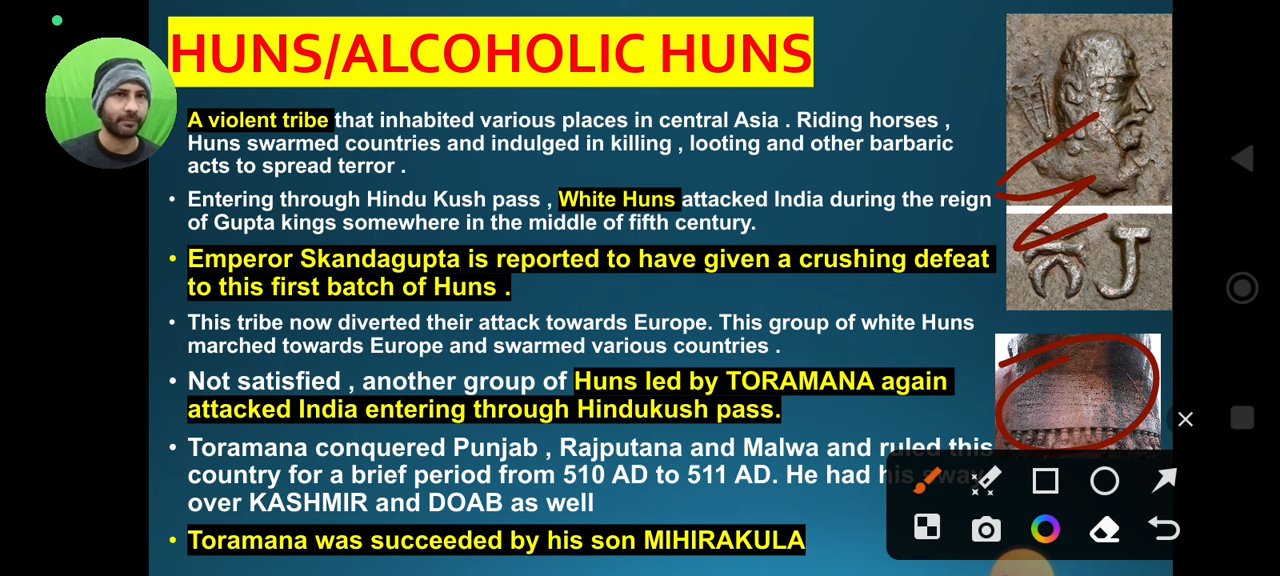 HUNS/ALCOHOLIC HUNS
A violent tribe that inhabited various places in central Asia . Riding horses ,
Huns swarmed countries and indulged in killing , looting and other barbaric
acts to spread terror .
• Entering through Hindu Kush pass , White Huns attacked India during the reign
of Gupta kings somewhere in the middle of fifth century.
• Emperor Skandagupta is reported to have given a crushing defeat
to this first batch of Huns .
• This tribe now diverted their attack towards Europe. This group of white Huns
marched towards Europe and swarmed various countries .
• Not satisfied , another group of Huns led by TORAMANA again
attacked India entering through Hindukush pass.
• Toramana conquered Punjab , Rajputana and Malwa and ruled this
country for a brief period from 510 AD to 511 AD. He had his sway
over KASHMIR and DOAB as well
• Toramana was succeeded by his son MIHIRAKULA